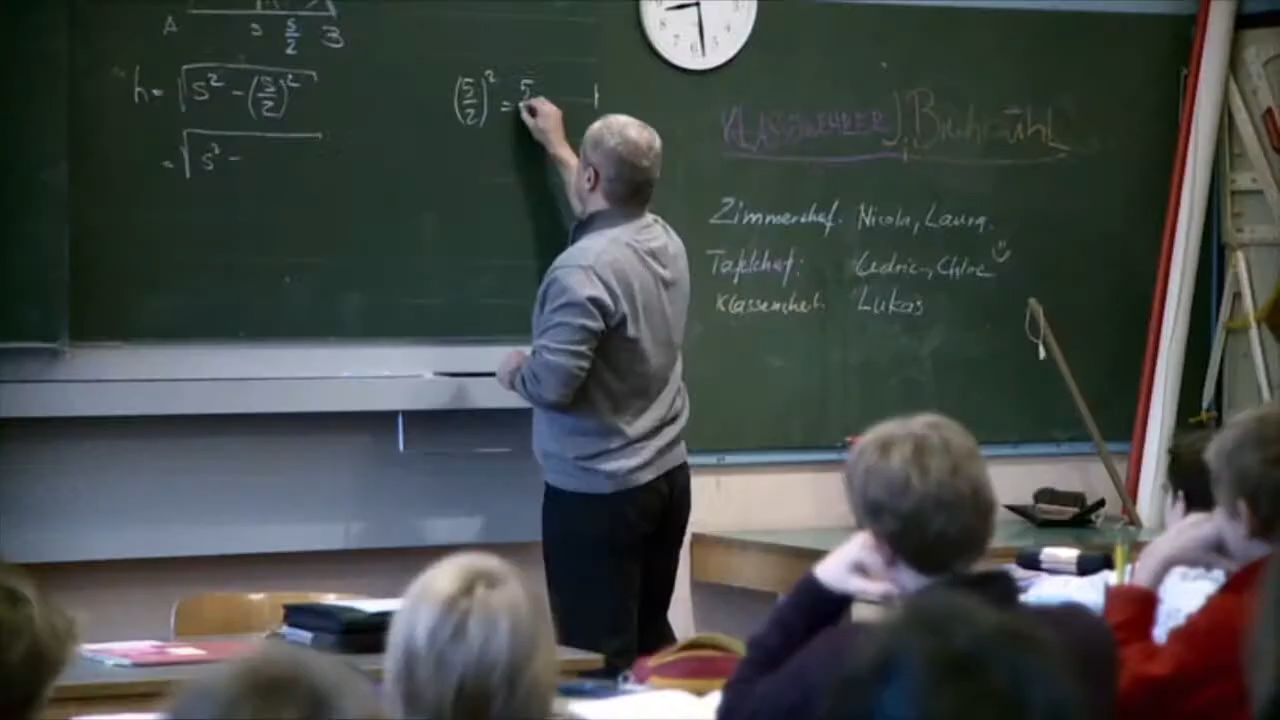 A s s/2 B
h = √(s² - (s/2)²)
= √(s² -
(s/2)² = s
Zimmerchef. Nicola, Laura.
Tafelchef: Cedric, Chloe
Klassenchef. Lukas